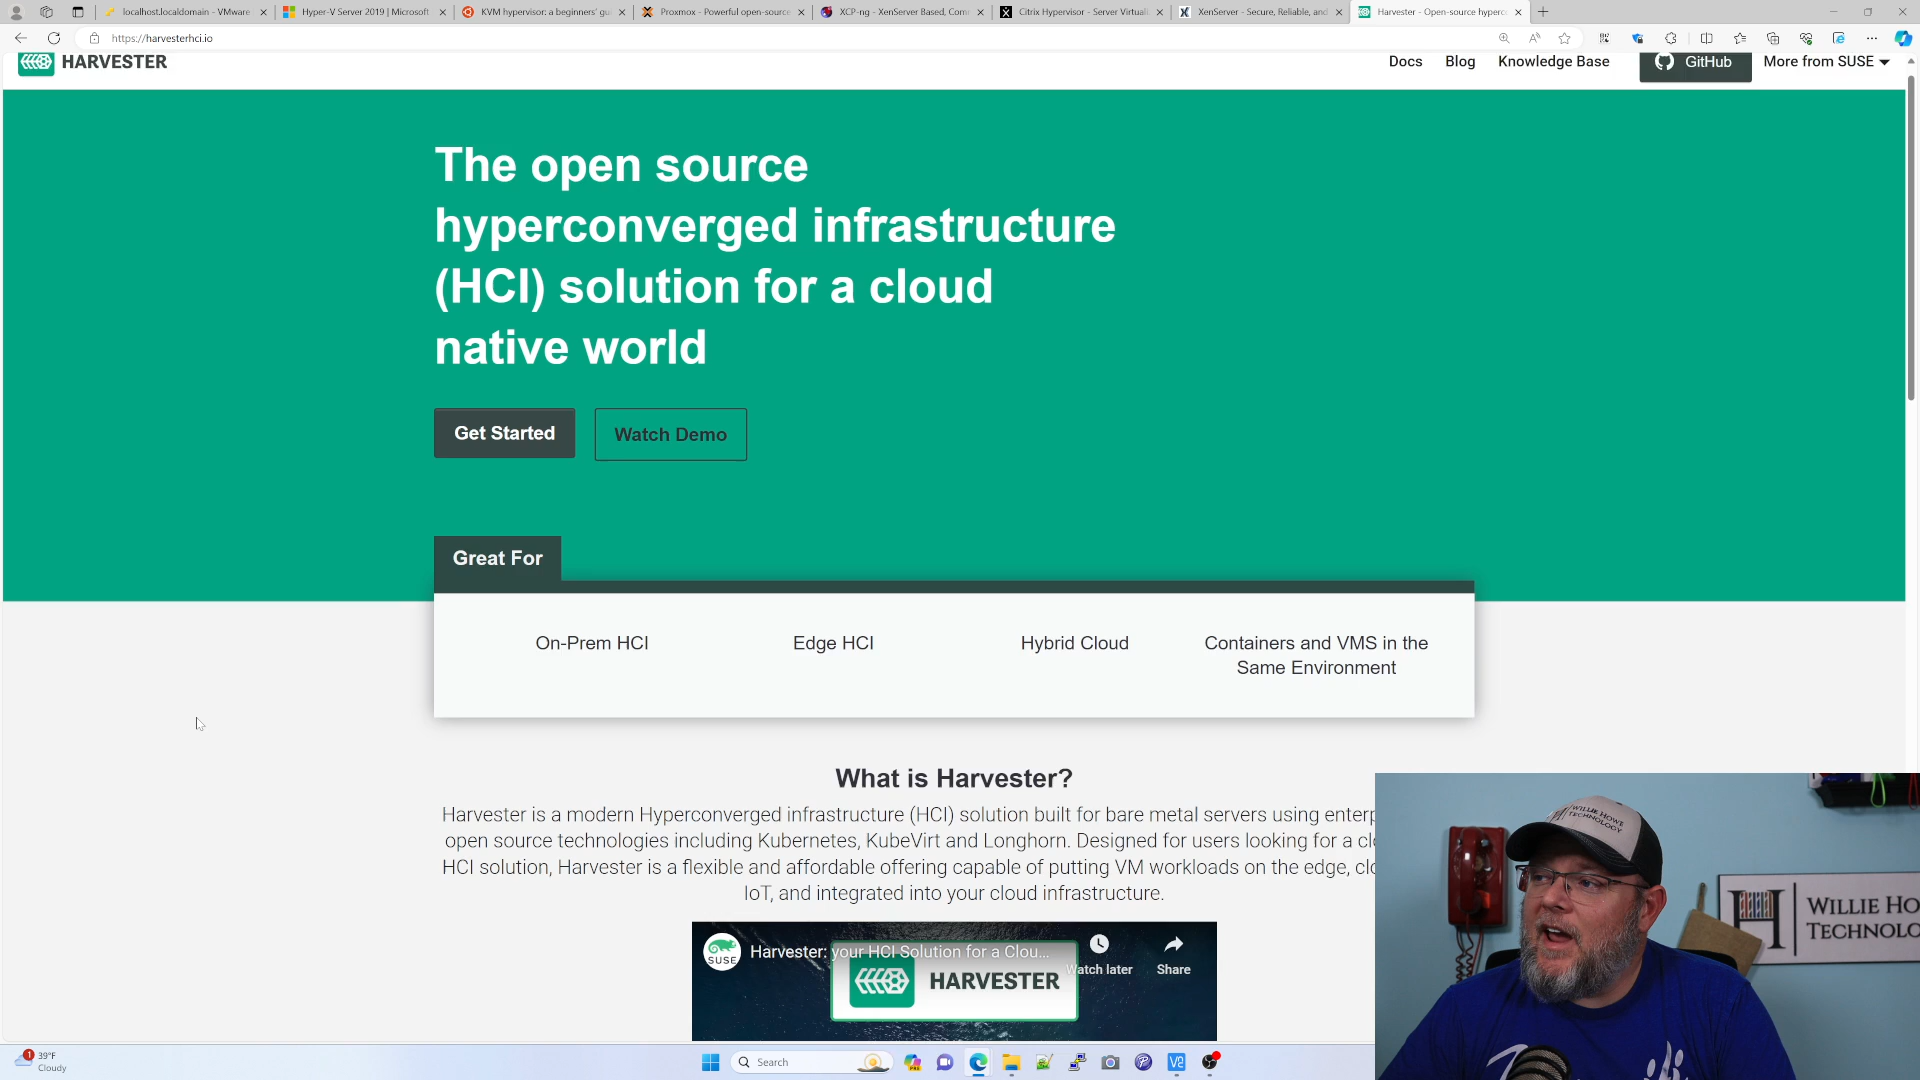 localhost.localdomain - VMware
Hyper-V Server 2019 | Microsoft
KVM hypervisor: a beginners' gu
Proxmox - Powerful open-source
XCP-ng - XenServer Based, Com
Citrix Hypervisor - Server Virtuali
XenServer - Secure, Reliable, and
Harvester - Open-source hyperc
https://harvesterhci.io
HARVESTER
Docs
Blog
Knowledge Base
GitHub
More from SUSE
The open source
hyperconverged infrastructure
(HCI) solution for a cloud
native world
Get Started
Watch Demo
Great For
On-Prem HCI
Edge HCI
Hybrid Cloud
Containers and VMS in the
Same Environment
What is Harvester?
Harvester is a modern Hyperconverged infrastructure (HCI) solution built for bare metal servers using enterp
open source technologies including Kubernetes, KubeVirt and Longhorn. Designed for users looking for a cl
HCI solution, Harvester is a flexible and affordable offering capable of putting VM workloads on the edge, clo
IoT, and integrated into your cloud infrastructure.
SUSE
Harvester: your HCI Solution for a Clou...
Watch later
Share
HARVESTER
WILLIE HOWE
TECHNOLOGY
H
WILLIE HO
TECHNOLO
1
39°F
Cloudy
Search